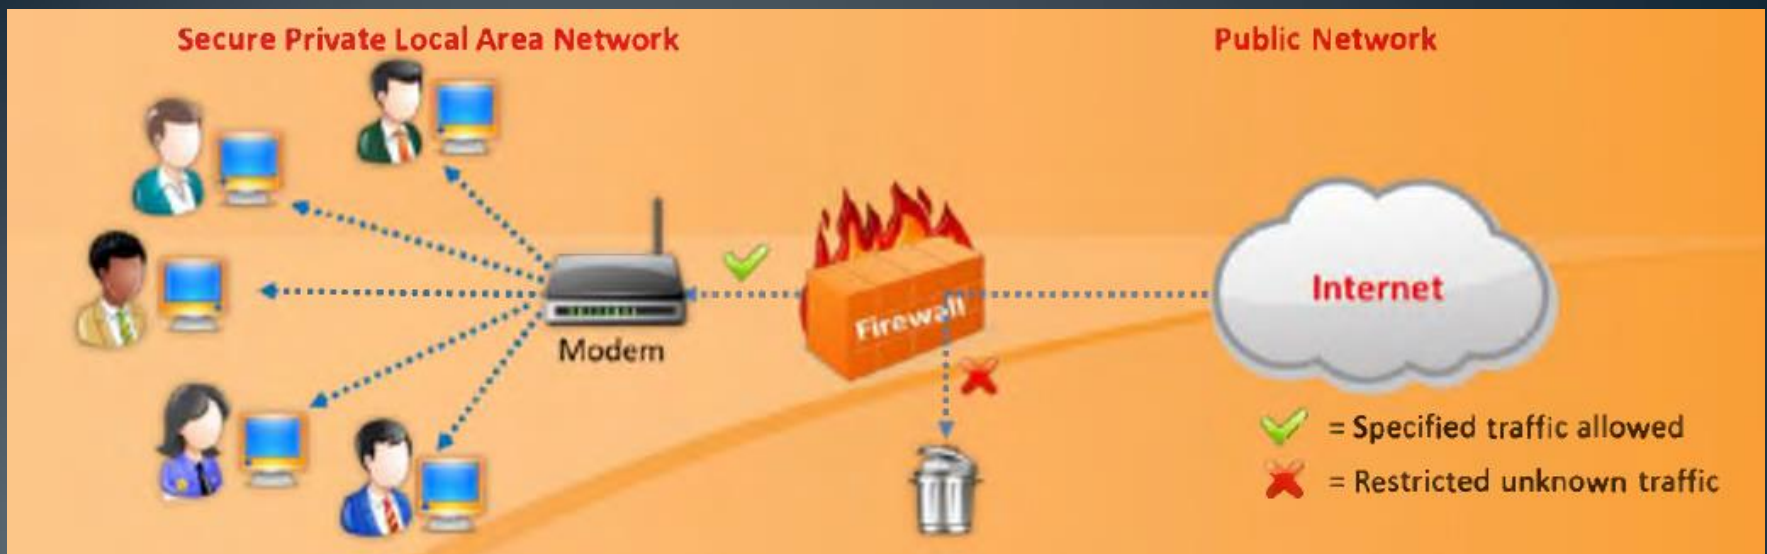 Secure Private Local Area Network
Public Network
Modem
Firewall
Internet
= Specified traffic allowed
= Restricted unknown traffic